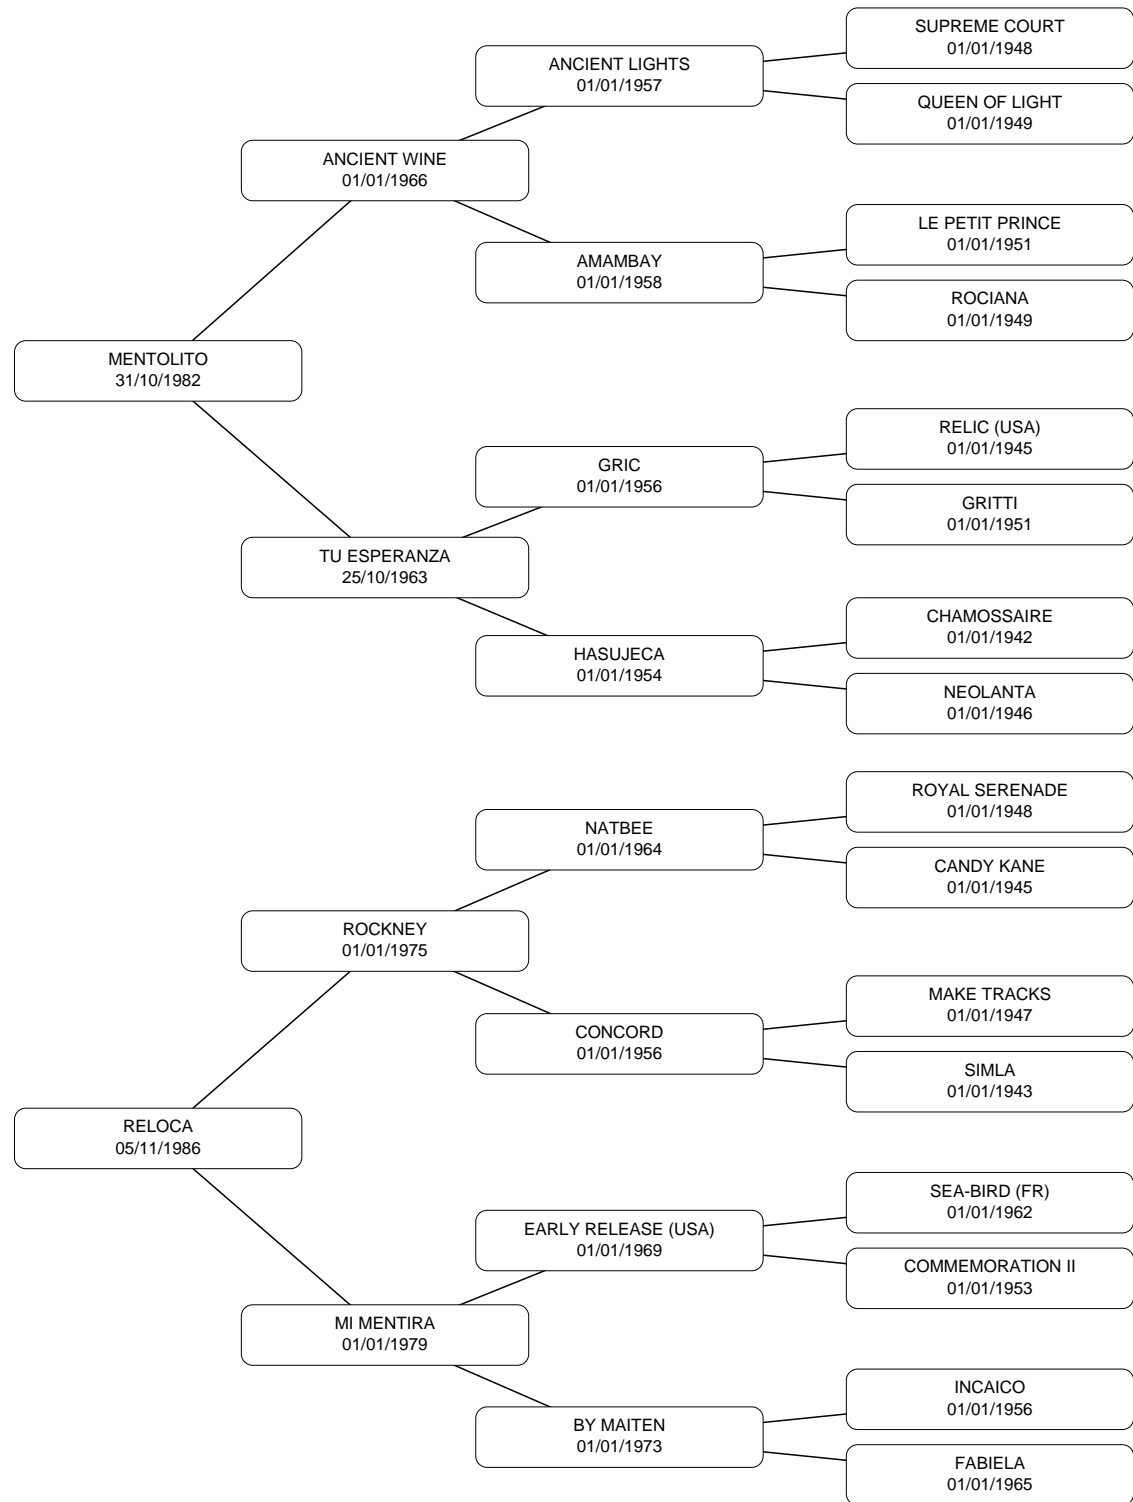 SUPREME COURT
01/01/1948
ANCIENT LIGHTS
01/01/1957
QUEEN OF LIGHT
01/01/1949
ANCIENT WINE
01/01/1966
LE PETIT PRINCE
01/01/1951
AMAMBAY
01/01/1958
ROCIANA
01/01/1949
MENTOLITO
31/10/1982
RELIC (USA)
01/01/1945
GRIC
01/01/1956
GRITTI
01/01/1951
TU ESPERANZA
25/10/1963
CHAMOSSAIRE
01/01/1942
HASUJECA
01/01/1954
NEOLANTA
01/01/1946
ROYAL SERENADE
01/01/1948
NATBEE
01/01/1964
CANDY KANE
01/01/1945
ROCKNEY
01/01/1975
MAKE TRACKS
01/01/1947
CONCORD
01/01/1956
SIMLA
01/01/1943
RELOCA
05/11/1986
SEA-BIRD (FR)
01/01/1962
EARLY RELEASE (USA)
01/01/1969
COMMEMORATION II
01/01/1953
MI MENTIRA
01/01/1979
INCAICO
01/01/1956
BY MAITEN
01/01/1973
FABIELA
01/01/1965